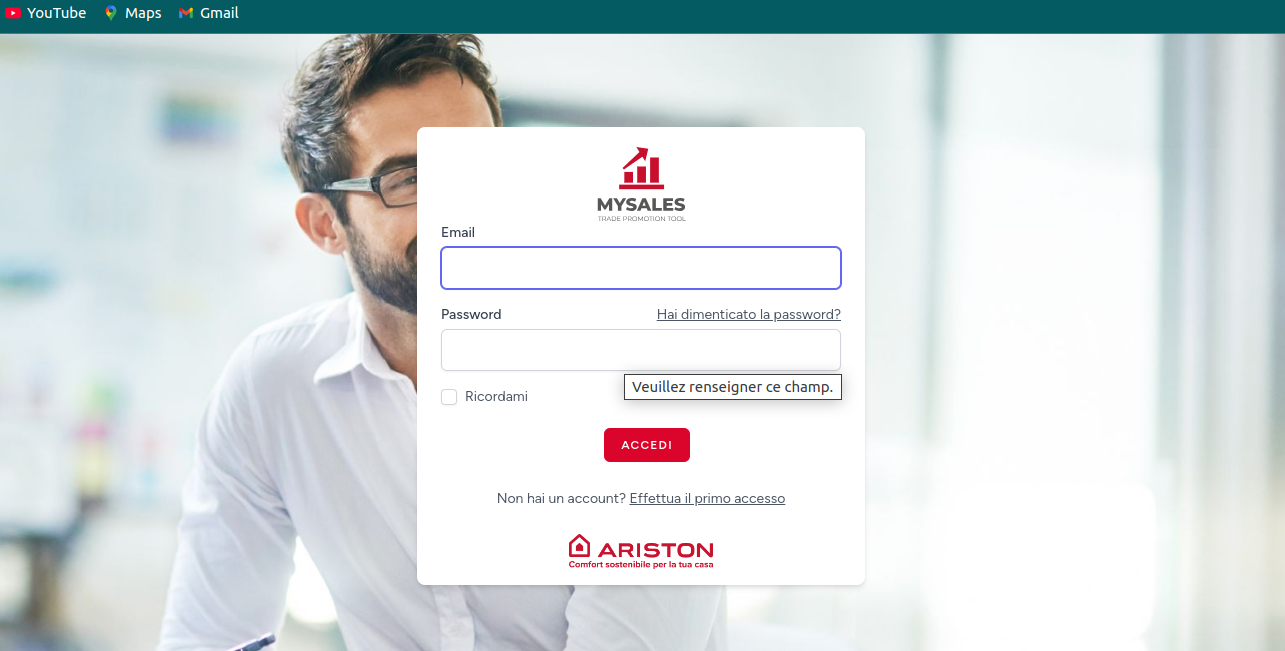 YouTube Maps Gmail
MYSALES
TRADE PROMOTION TOOL
Email
Password Hai dimenticato la password?
Veuillez renseigner ce champ.
Ricordami
ACCEDI
Non hai un account? Effettua il primo accesso
ARISTON
Comfort sostenibile per la tua casa